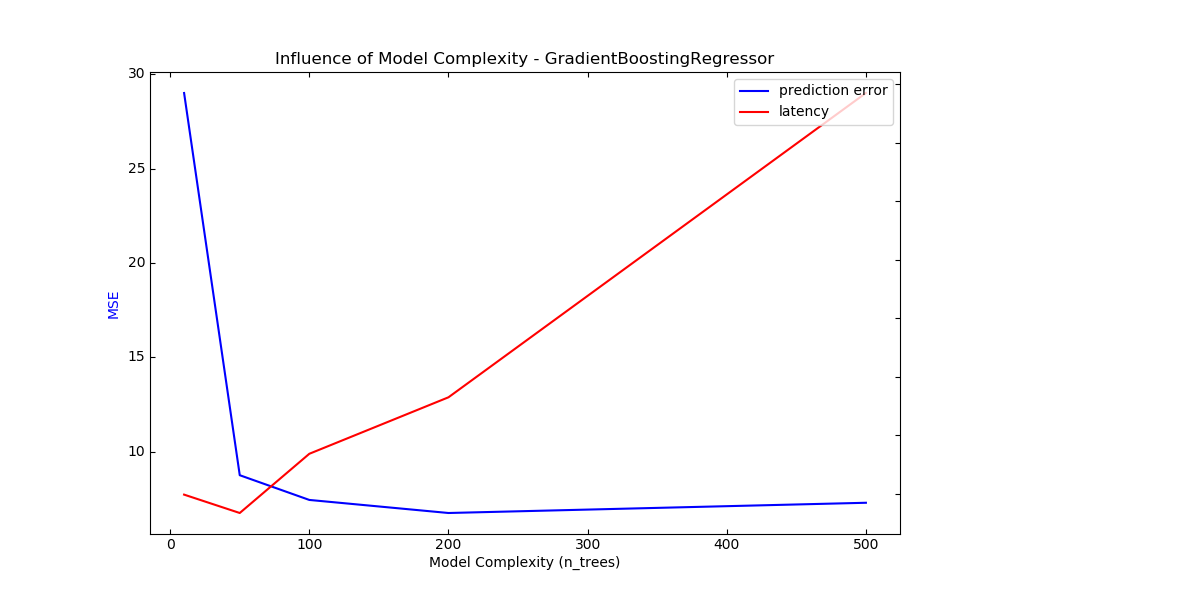 Influence of Model Complexity - GradientBoostingRegressor
prediction error
latency
30
25
20
15
10
MSE
0 100 200 300 400 500
Model Complexity (n_trees)